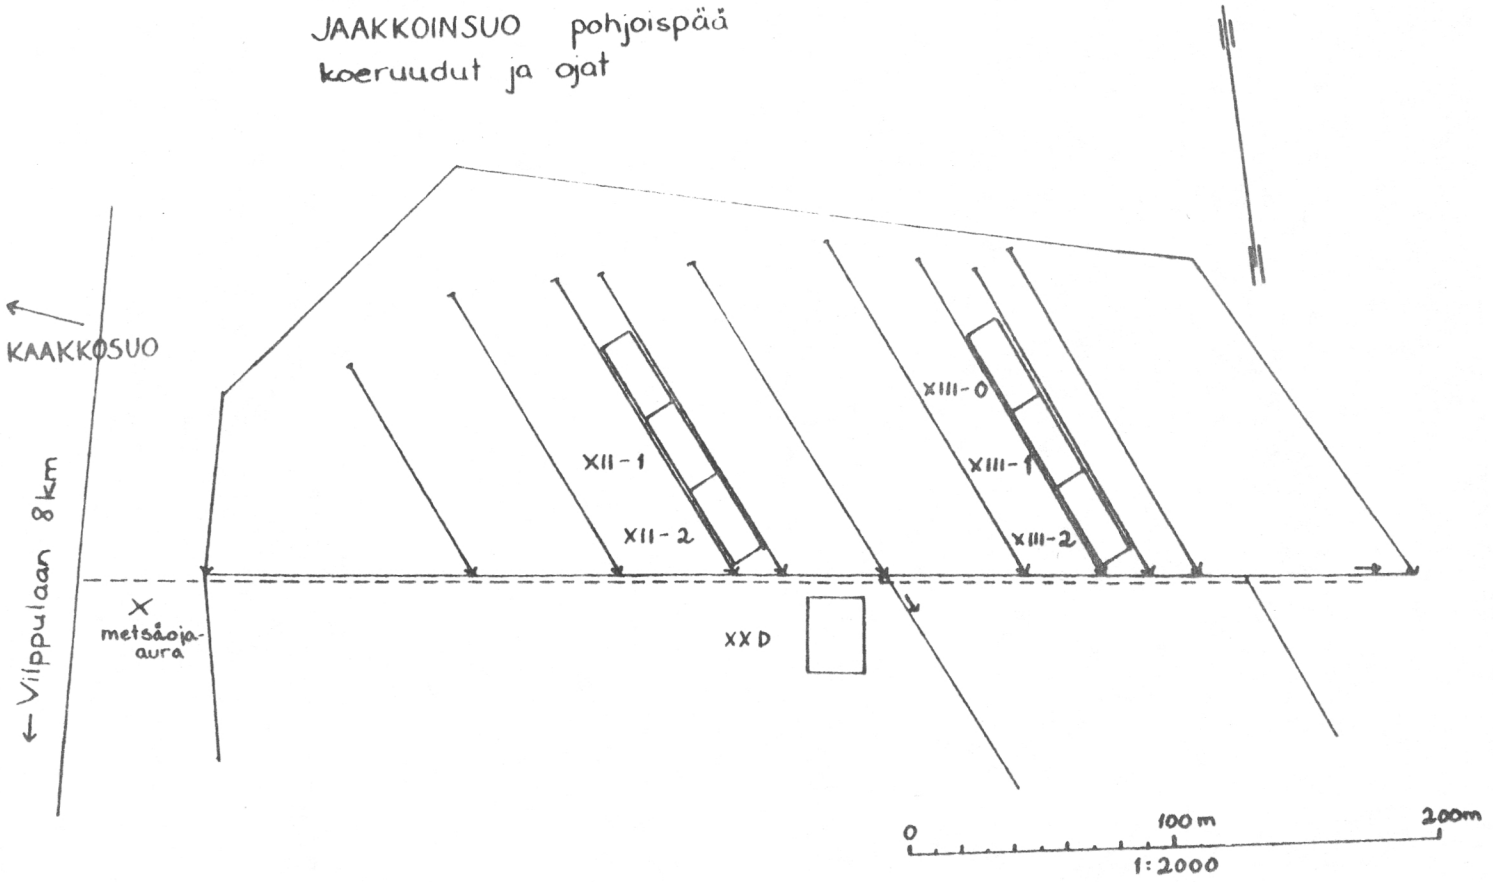 JAAKKOINSUO pohjoispää
koeruudut ja ojat
KAAKKOSUO
← Vilppulaan 8 km
XIII-0
XII-1
XIII-1
XII-2
XIII-2
X
metsäoja-
aura
XXD
0 100 m 200m
1:2000